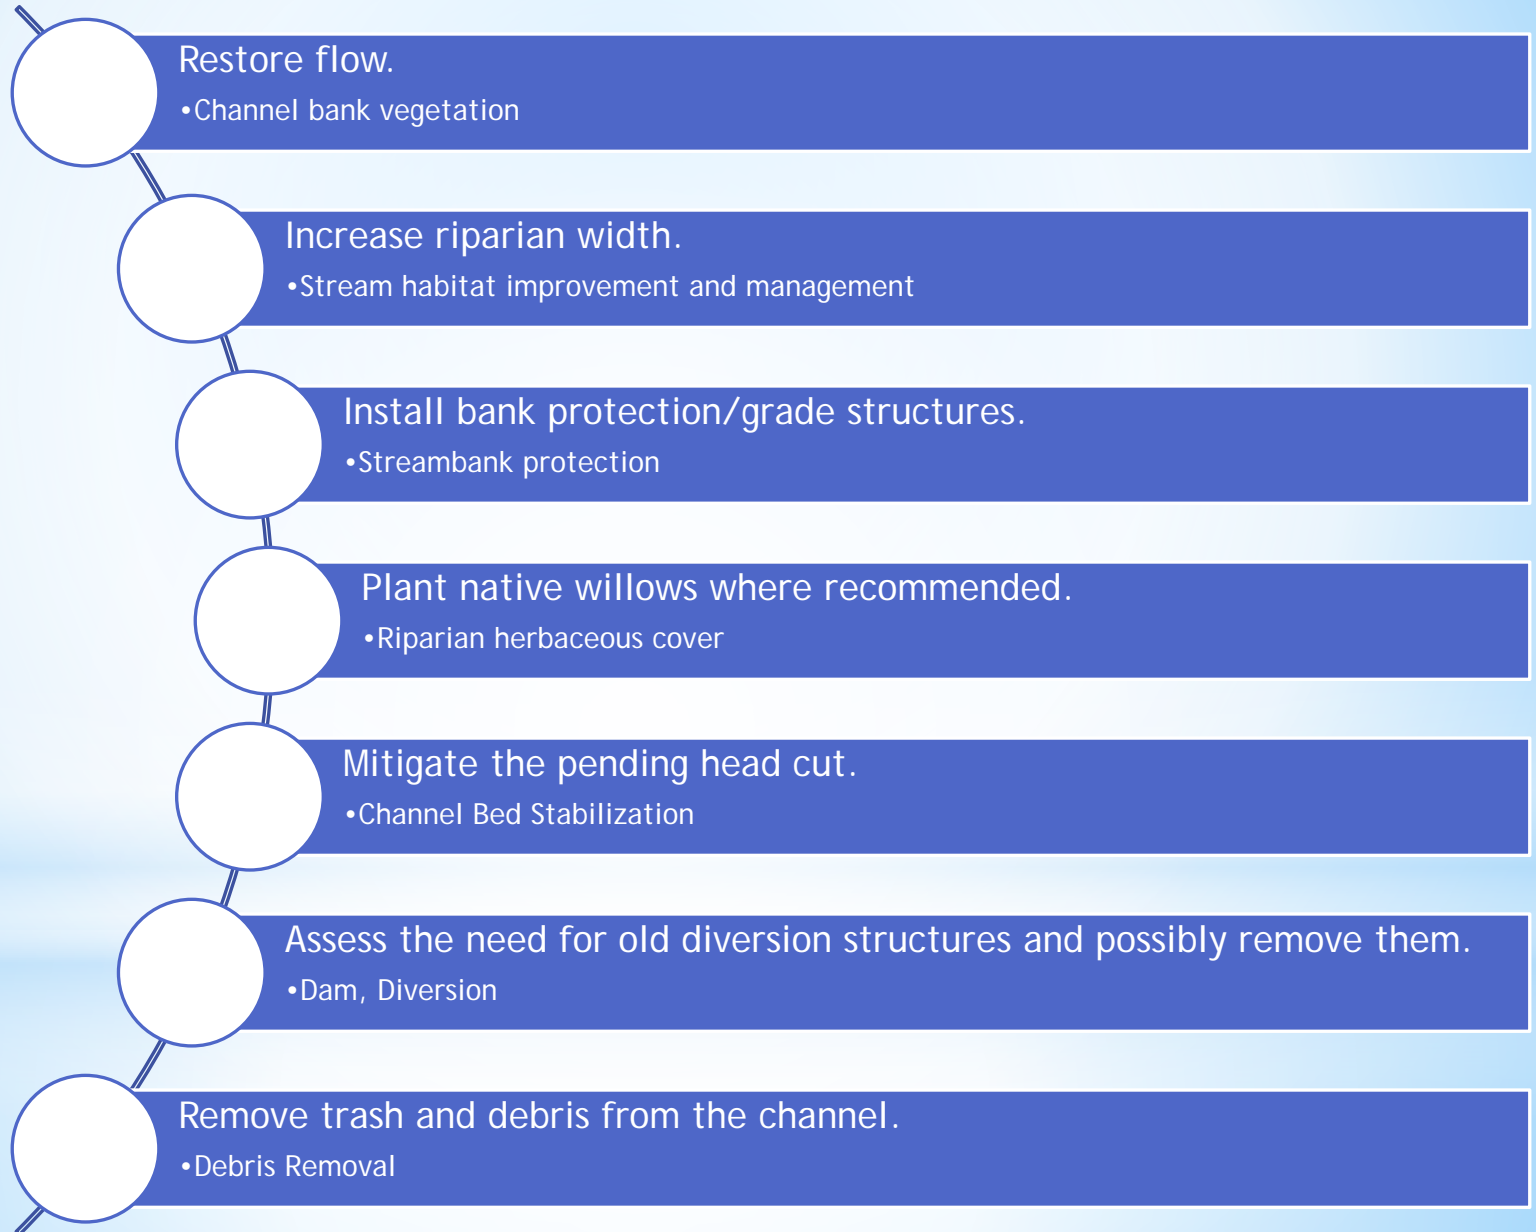 Restore flow.
•Channel bank vegetation
Increase riparian width.
•Stream habitat improvement and management
Install bank protection/grade structures.
•Streambank protection
Plant native willows where recommended.
•Riparian herbaceous cover
Mitigate the pending head cut.
•Channel Bed Stabilization
Assess the need for old diversion structures and possibly remove them.
•Dam, Diversion
Remove trash and debris from the channel.
•Debris Removal